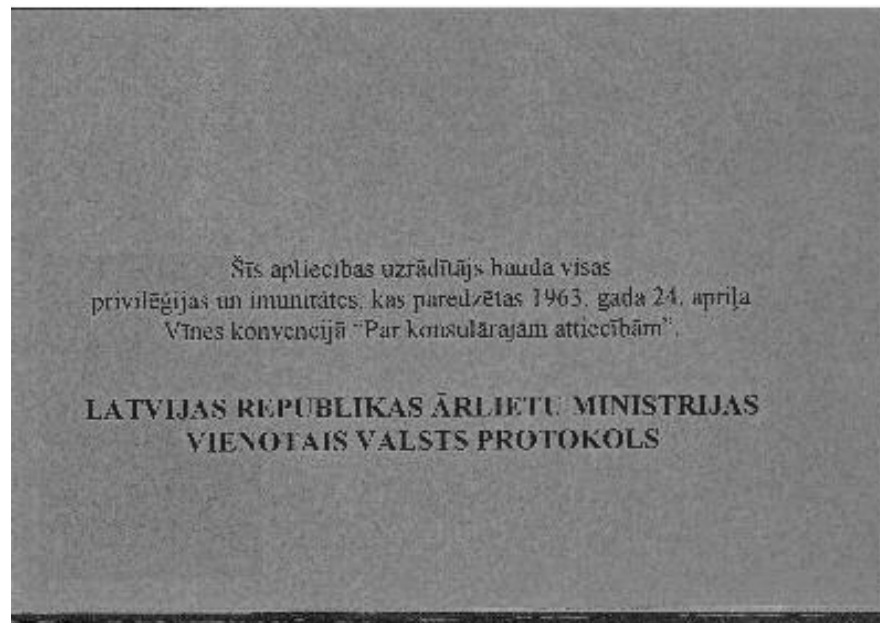 Šīs apliecības uzrādītājs bauda visas
privilēģijas un imunitātes, kas paredzētas 1963. gada 24. aprīļa
Vīnes konvencijā “Par konsulārajām attiecībām”.
LATVIJAS REPUBLIKAS ĀRLIETU MINISTRIJAS
VIENOTAIS VALSTS PROTOKOLS